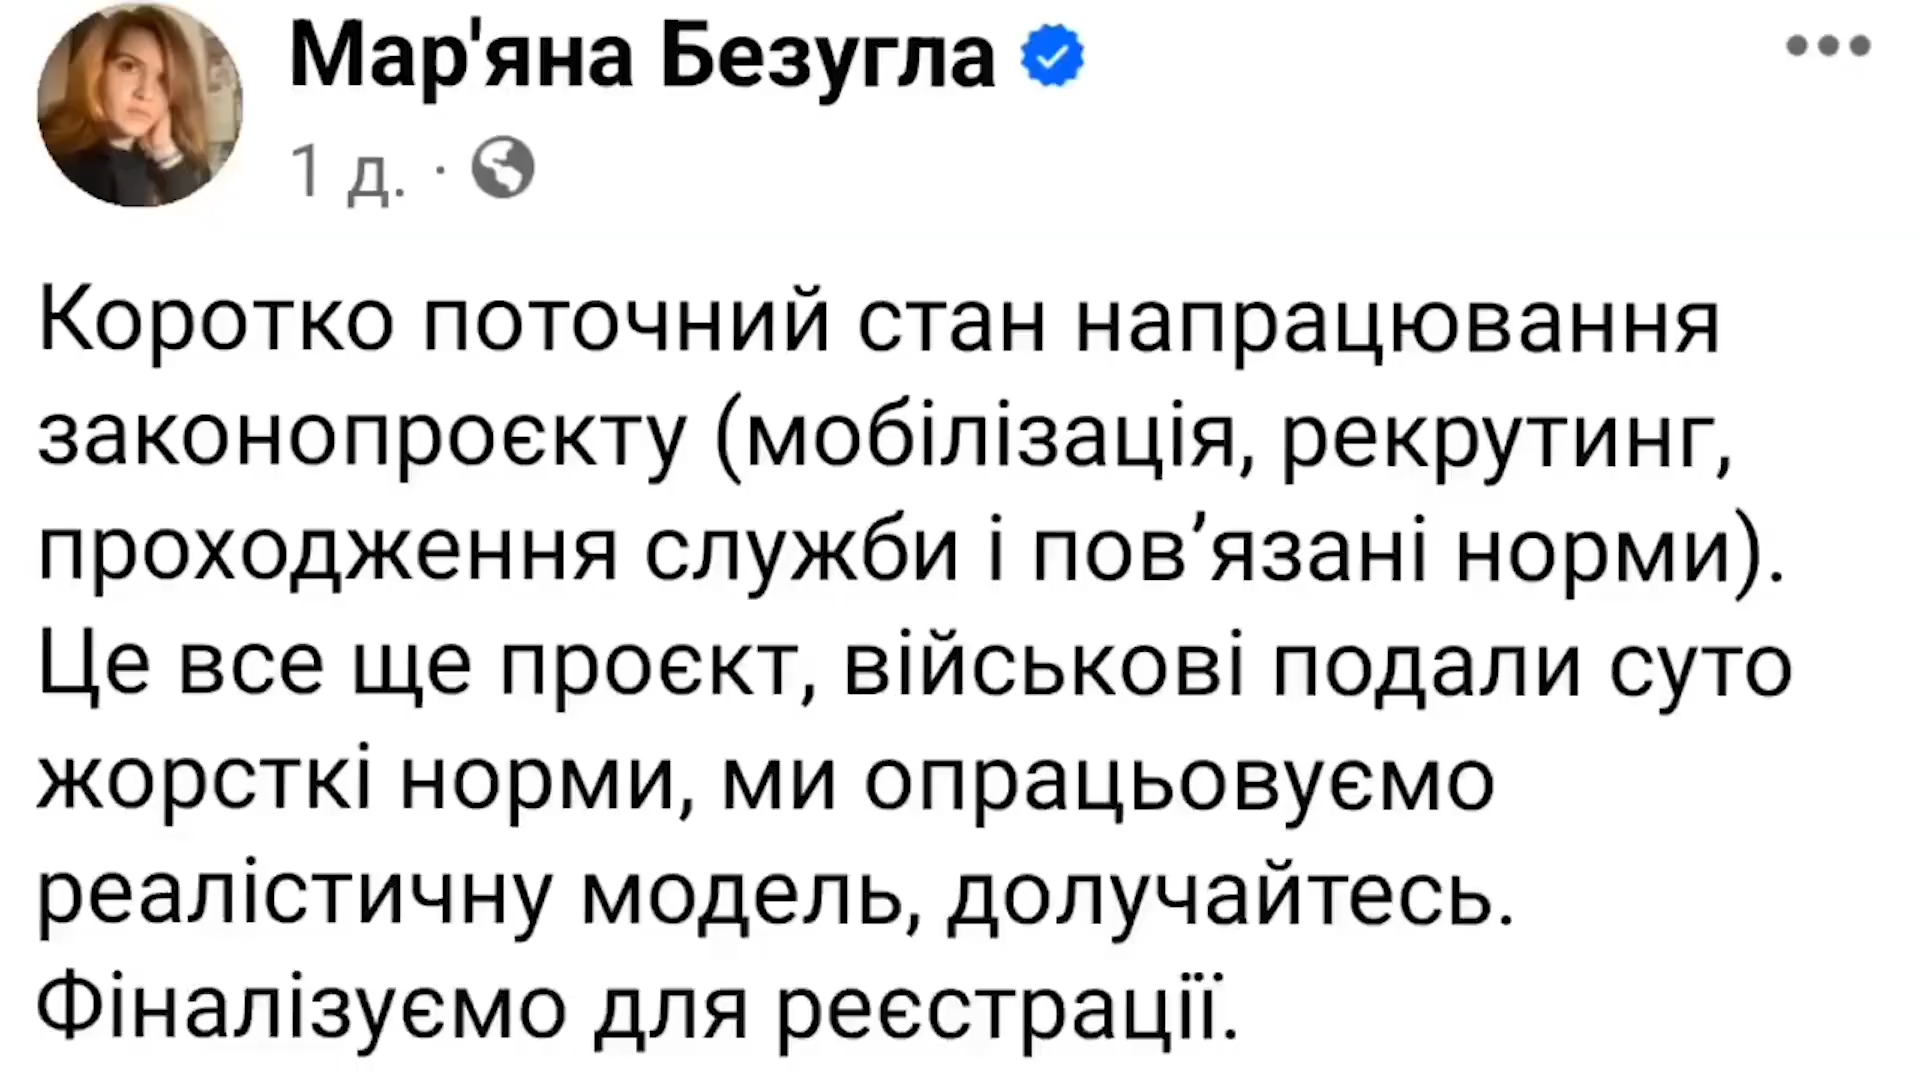 Мар'яна Безугла
1 д. ·
Коротко поточний стан напрацювання
законопроєкту (мобілізація, рекрутинг,
проходження служби і пов’язані норми).
Це все ще проєкт, військові подали суто
жорсткі норми, ми опрацьовуємо
реалістичну модель, долучайтесь.
Фіналізуємо для реєстрації.